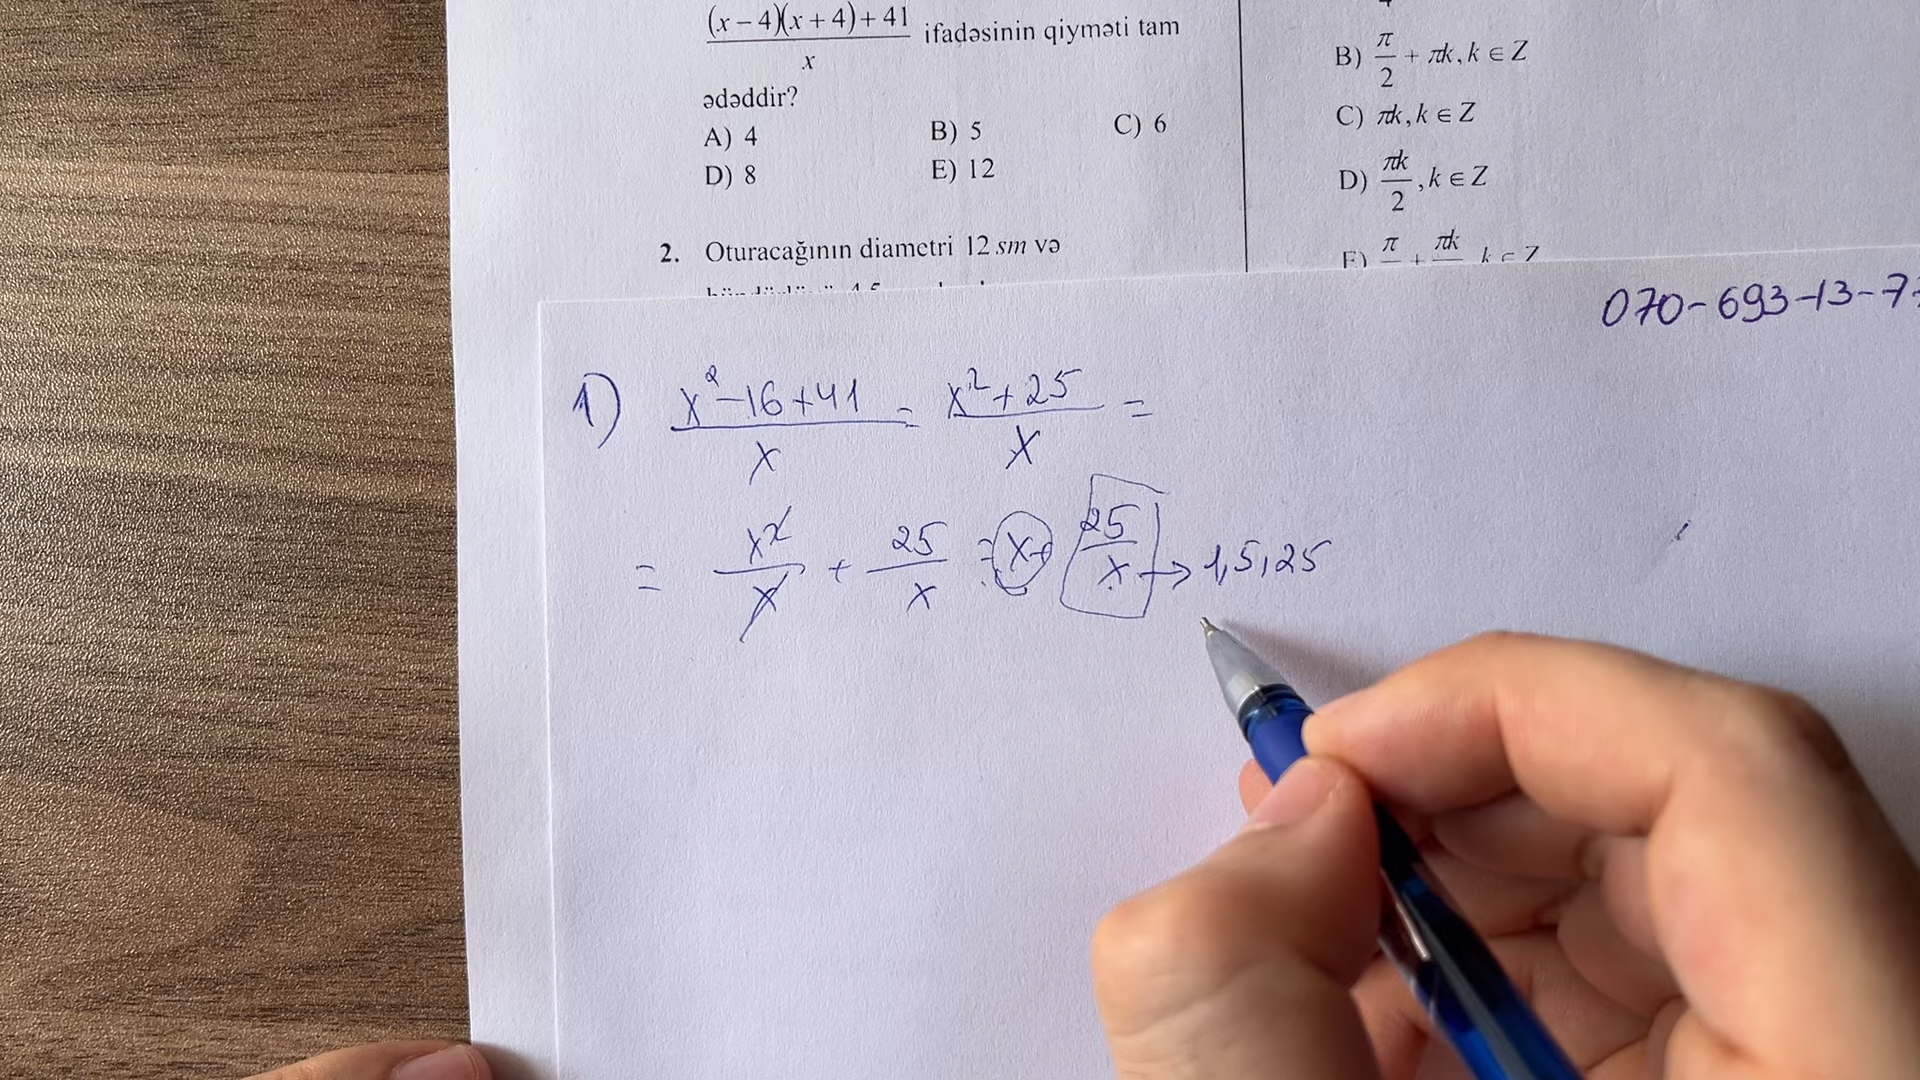 (x − 4)(x + 4) + 41 / x ifadəsinin qiyməti tam
ədəddir?
A) 4 B) 5 C) 6
D) 8 E) 12
2. Oturacağının diametri 12 sm və
B) π/2 + πk, k ∈ Z
C) πk, k ∈ Z
D) πk/2, k ∈ Z
070-693-13-7
1) x²-16+41 / x = x²+25 / x =
= x²/x + 25/x = x + 25/x → 1,5,25